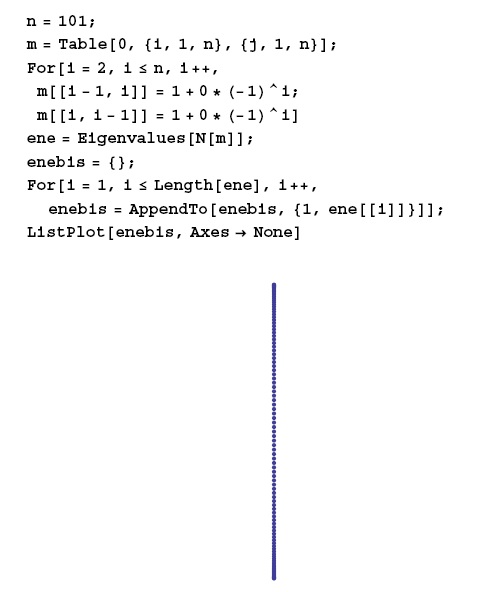 n = 101;
m = Table[0, {i, 1, n}, {j, 1, n}];
For[i = 2, i ≤ n, i++,
m[[i - 1, i]] = 1 + 0 * (-1)^i;
m[[i, i - 1]] = 1 + 0 * (-1)^i]
ene = Eigenvalues[N[m]];
enebis = {};
For[i = 1, i ≤ Length[ene], i++,
enebis = AppendTo[enebis, {1, ene[[i]]}]];
ListPlot[enebis, Axes → None]